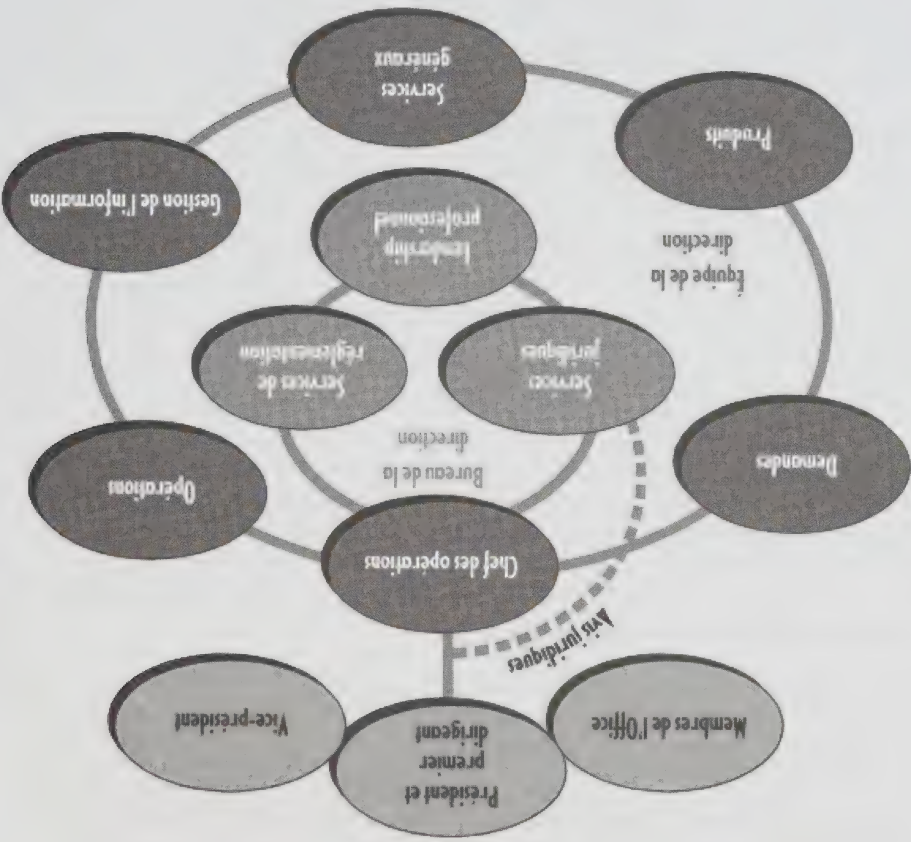 Membres de l'Office
Président et
premier
dirigeant
Vice-président
Avis juridiques
Chef des opérations
Demandes
Bureau de la
direction
Opérations
Services
juridiques
Services de
réglementation
Équipe de la
direction
Leadership
professionnel
Gestion de l'information
Produits
Services
généraux